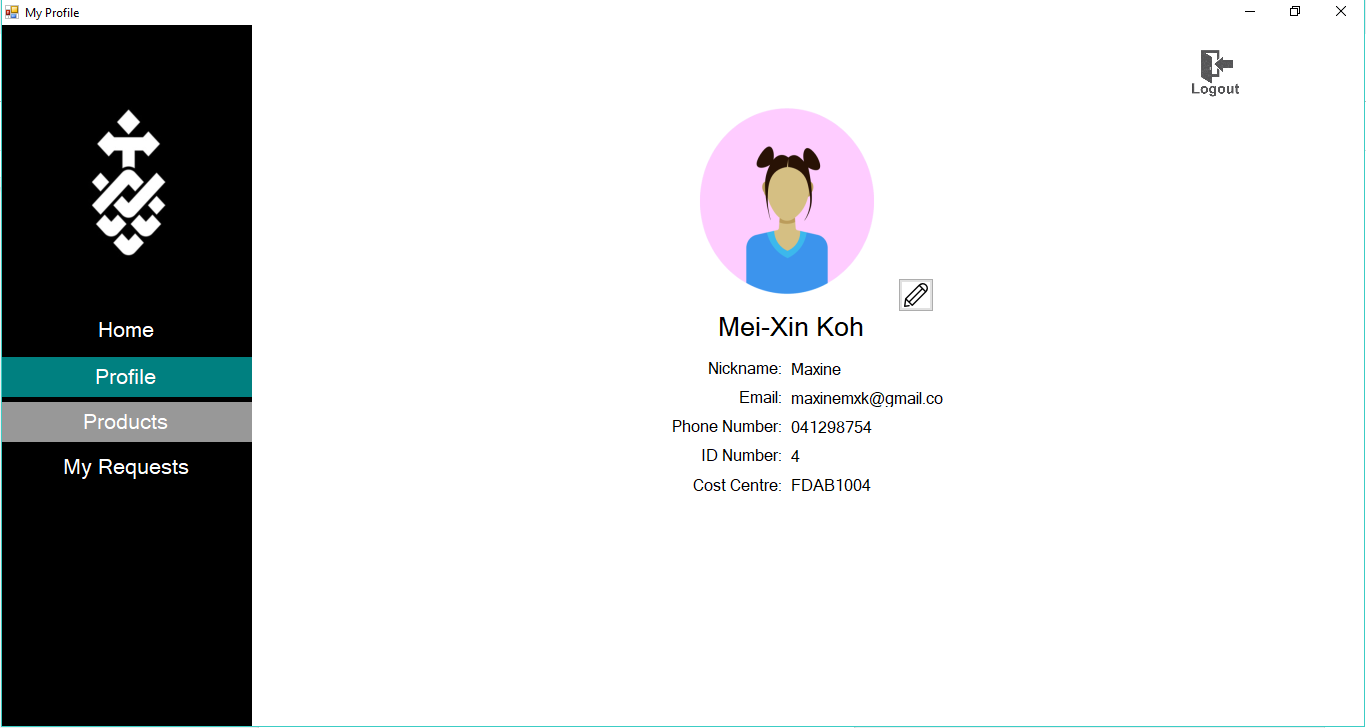 My Profile
Logout
Home
Profile
Products
My Requests
Mei-Xin Koh
Nickname: Maxine
Email: maxinemxk@gmail.co
Phone Number: 041298754
ID Number: 4
Cost Centre: FDAB1004